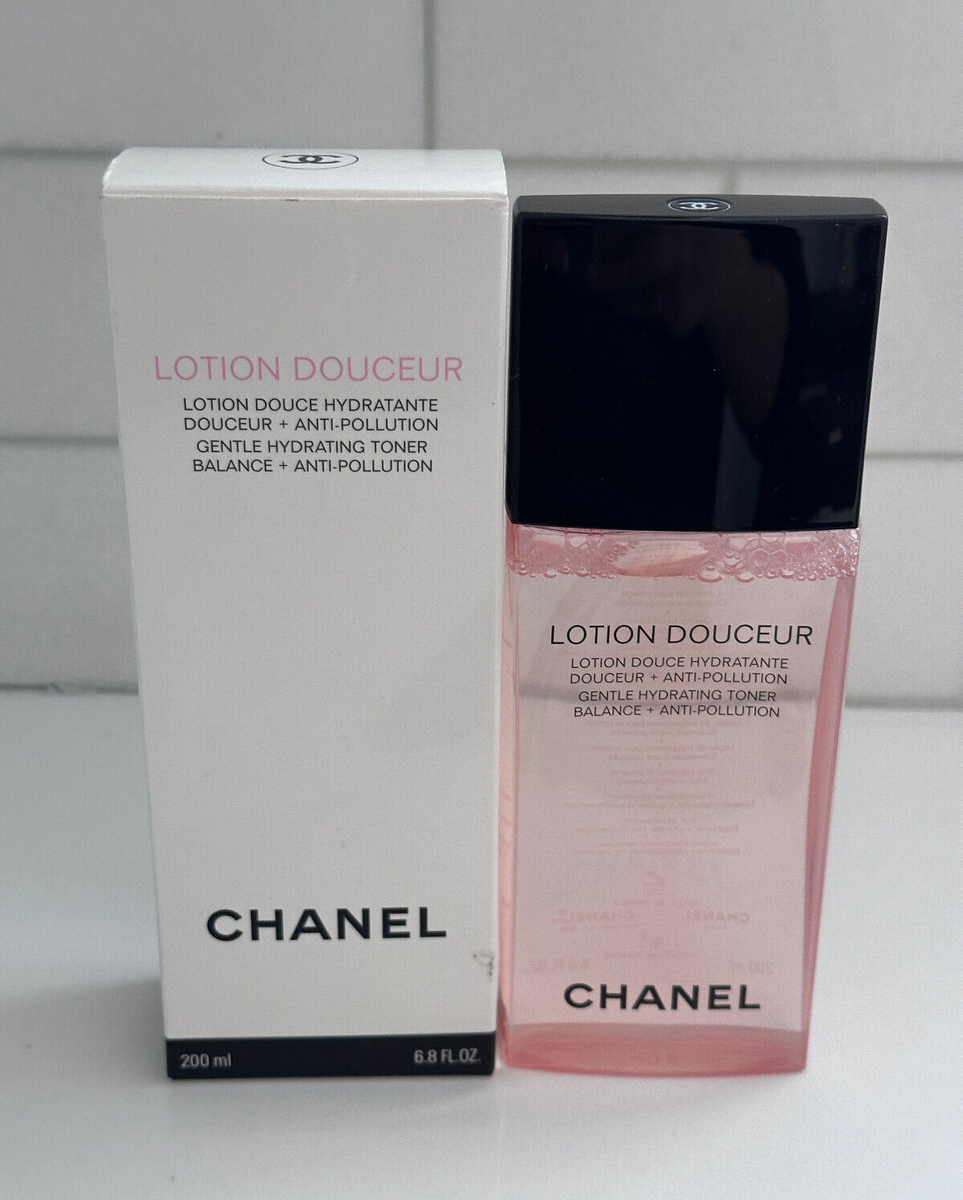 LOTION DOUCEUR
LOTION DOUCE HYDRATANTE
DOUCEUR + ANTI-POLLUTION
GENTLE HYDRATING TONER
BALANCE + ANTI-POLLUTION
CHANEL
200 ml 6.8 FL.OZ.
LOTION DOUCEUR
LOTION DOUCE HYDRATANTE
DOUCEUR + ANTI-POLLUTION
GENTLE HYDRATING TONER
BALANCE + ANTI-POLLUTION
CHANEL